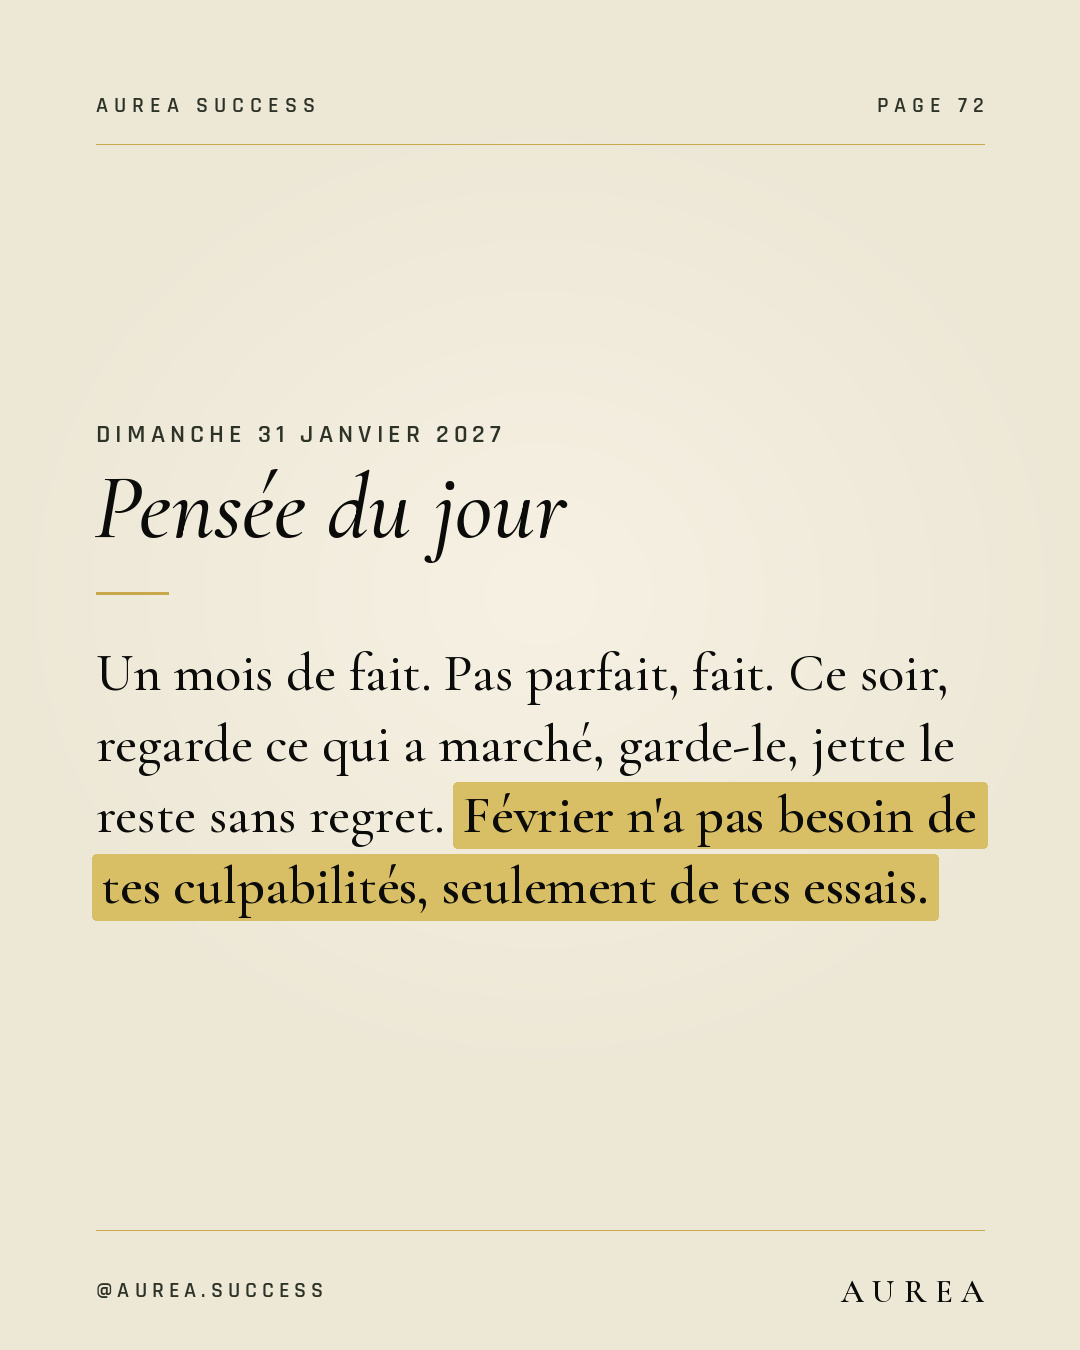 AUREA SUCCESS
PAGE 72
DIMANCHE 31 JANVIER 2027
Pensée du jour
Un mois de fait. Pas parfait, fait. Ce soir,
regarde ce qui a marché, garde-le, jette le
reste sans regret. Février n'a pas besoin de
tes culpabilités, seulement de tes essais.
@AUREA.SUCCESS
AUREA